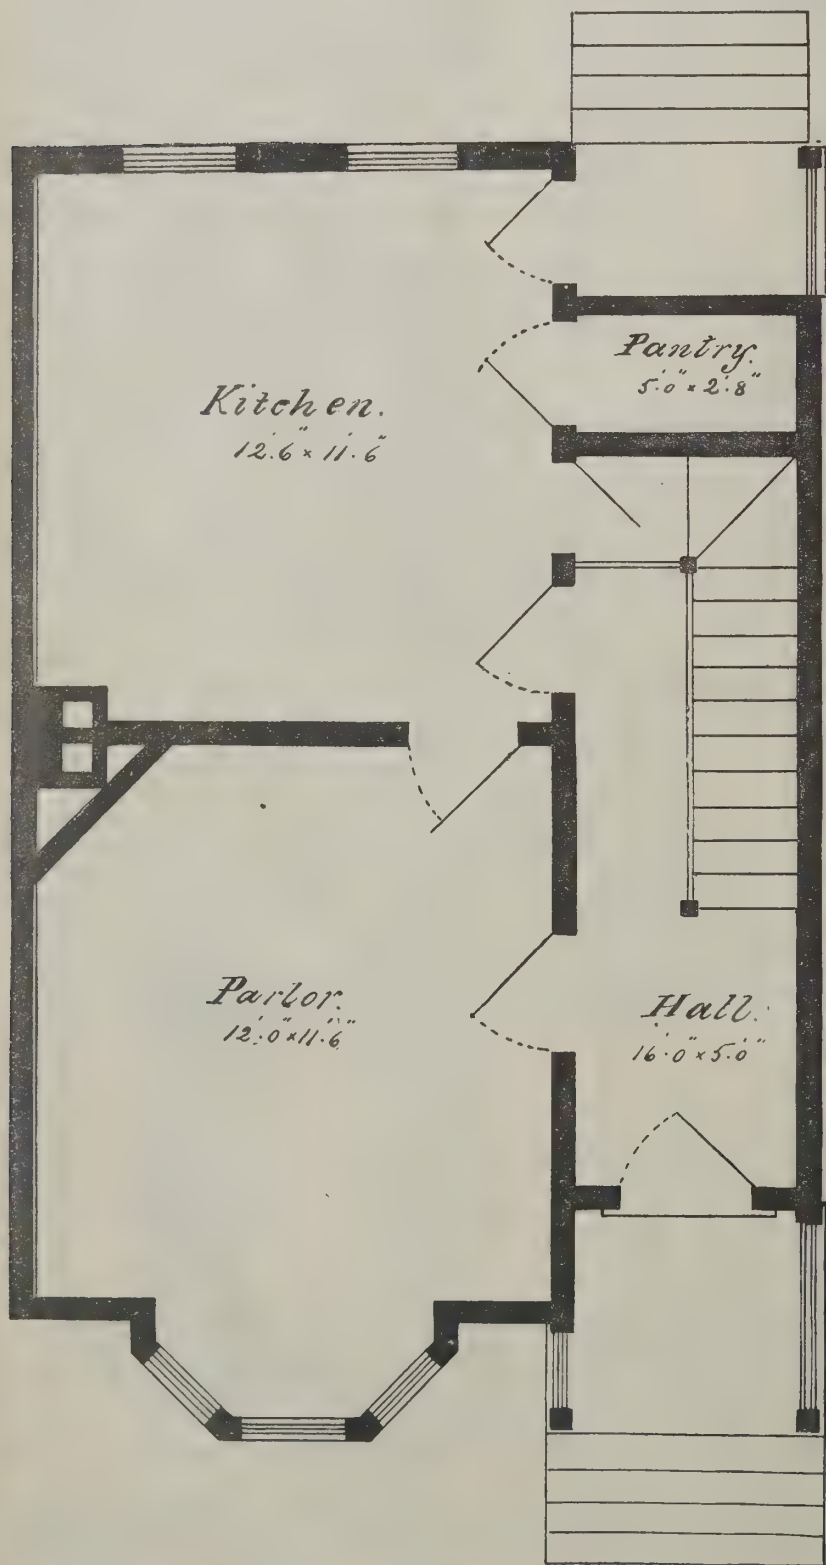 Pantry.
5'.0" × 2'.8"
Kitchen.
12'.6" × 11'.6"
Parlor.
12'.0" × 11'.6"
Hall.
16'.0" × 5'.0"